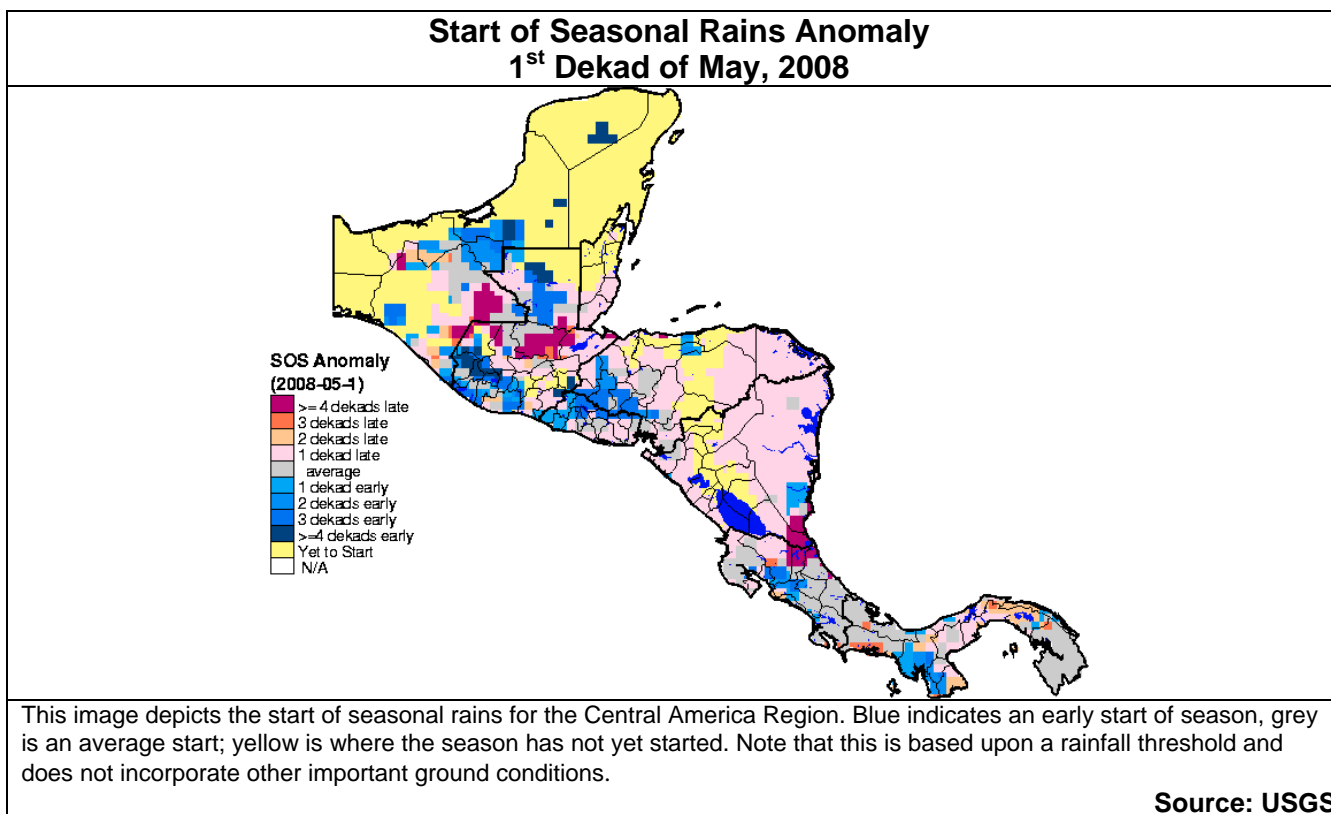 Start of Seasonal Rains Anomaly
1st Dekad of May, 2008
SOS Anomaly
(2008-05-1)
>= 4 dekads late
3 dekads late
2 dekads late
1 dekad late
average
1 dekad early
2 dekads early
3 dekads early
>=4 dekads early
Yet to Start
N/A
This image depicts the start of seasonal rains for the Central America Region. Blue indicates an early start of season, grey
is an average start; yellow is where the season has not yet started. Note that this is based upon a rainfall threshold and
does not incorporate other important ground conditions.
Source: USGS